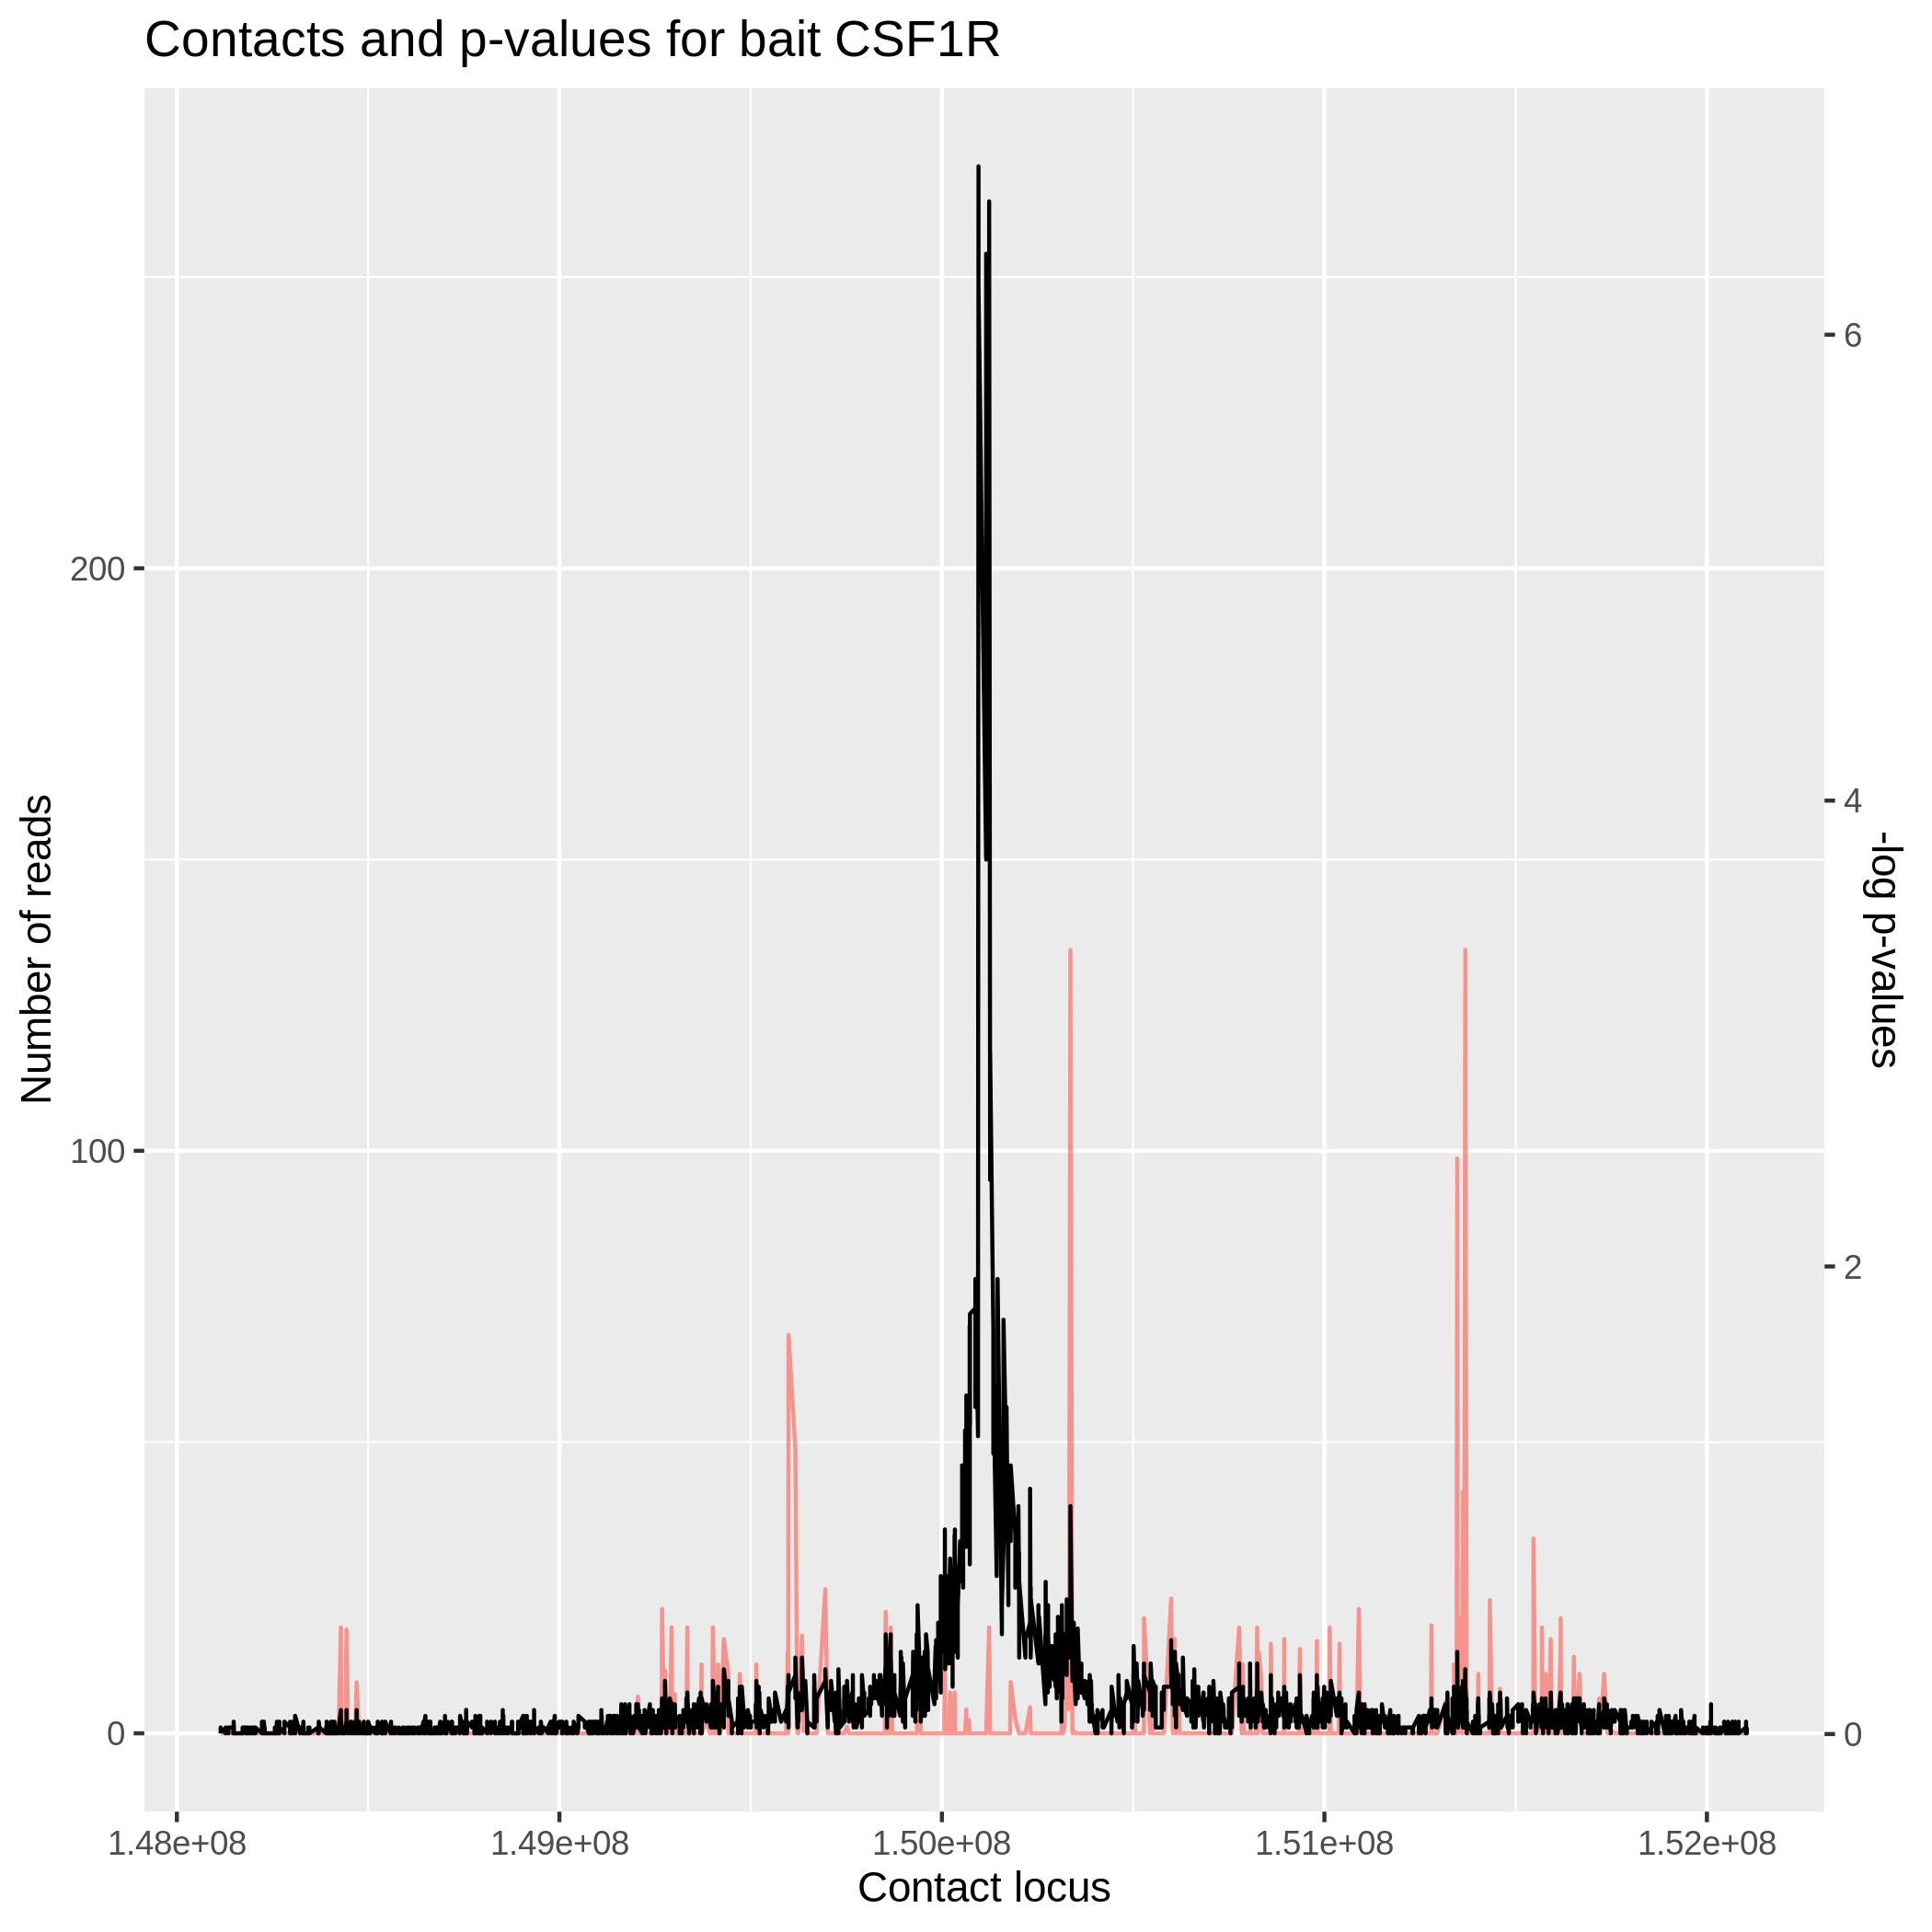 Contacts and p-values for bait CSF1R
Number of reads
200
100
0
6
4
2
0
-log p-values
1.48e+08
1.49e+08
1.50e+08
1.51e+08
1.52e+08
Contact locus